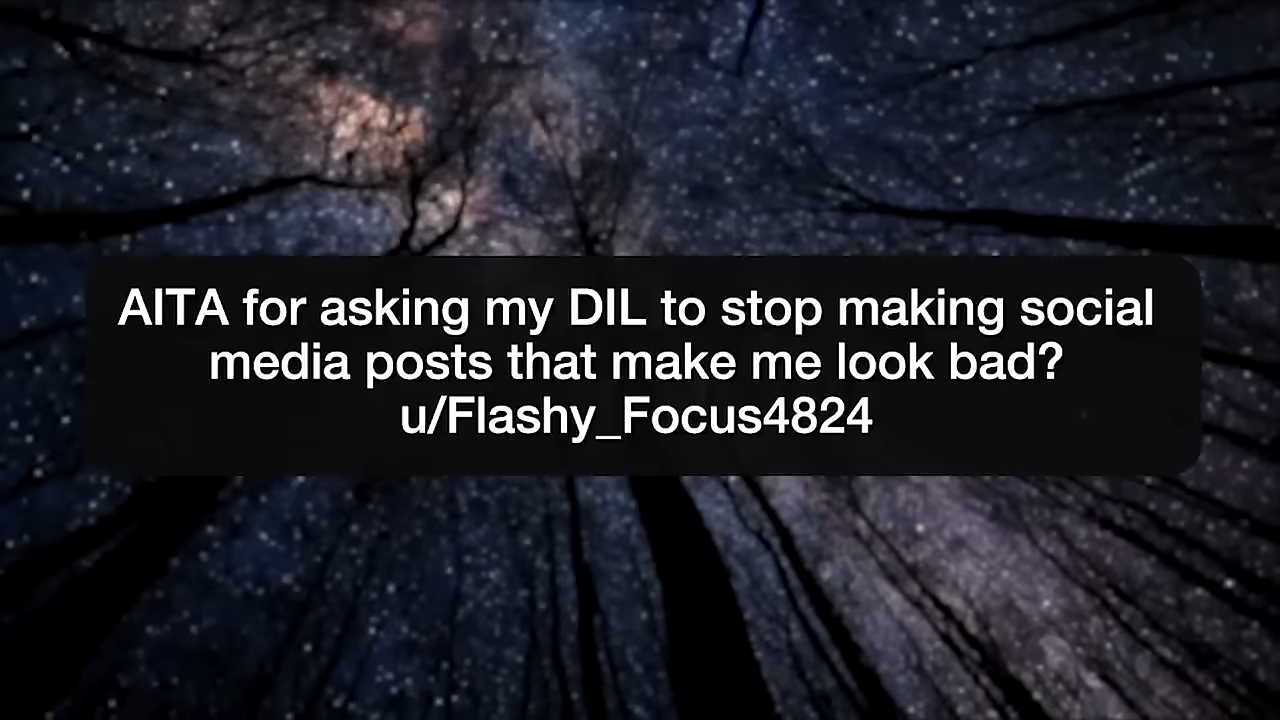 AITA for asking my DIL to stop making social
media posts that make me look bad?
u/Flashy_Focus4824